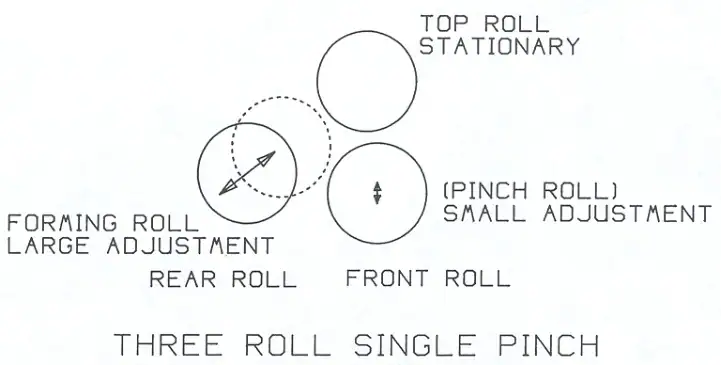 TOP ROLL
STATIONARY
(PINCH ROLL)
SMALL ADJUSTMENT
FORMING ROLL
LARGE ADJUSTMENT
REAR ROLL
FRONT ROLL
THREE ROLL SINGLE PINCH